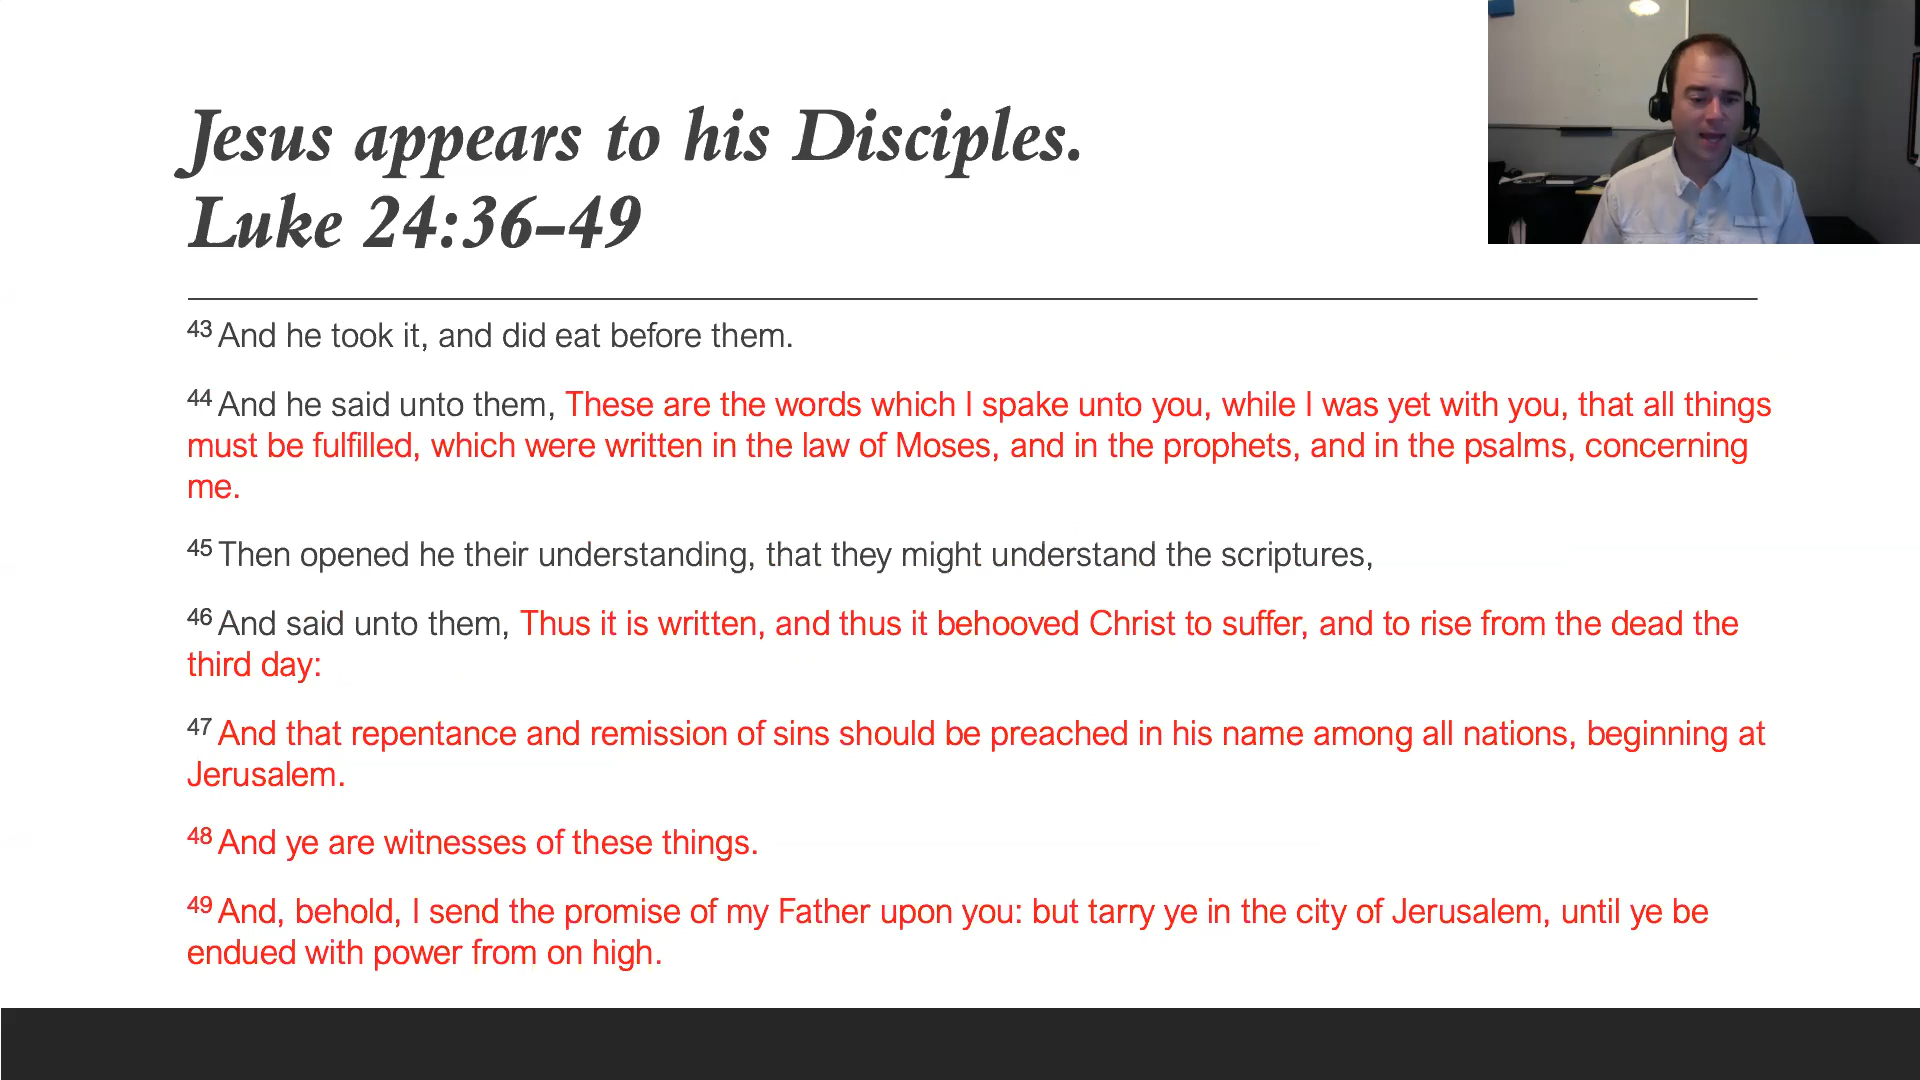 Jesus appears to his Disciples.
Luke 24:36–49
43 And he took it, and did eat before them.
44 And he said unto them, These are the words which I spake unto you, while I was yet with you, that all things
must be fulfilled, which were written in the law of Moses, and in the prophets, and in the psalms, concerning
me.
45 Then opened he their understanding, that they might understand the scriptures,
46 And said unto them, Thus it is written, and thus it behooved Christ to suffer, and to rise from the dead the
third day:
47 And that repentance and remission of sins should be preached in his name among all nations, beginning at
Jerusalem.
48 And ye are witnesses of these things.
49 And, behold, I send the promise of my Father upon you: but tarry ye in the city of Jerusalem, until ye be
endued with power from on high.